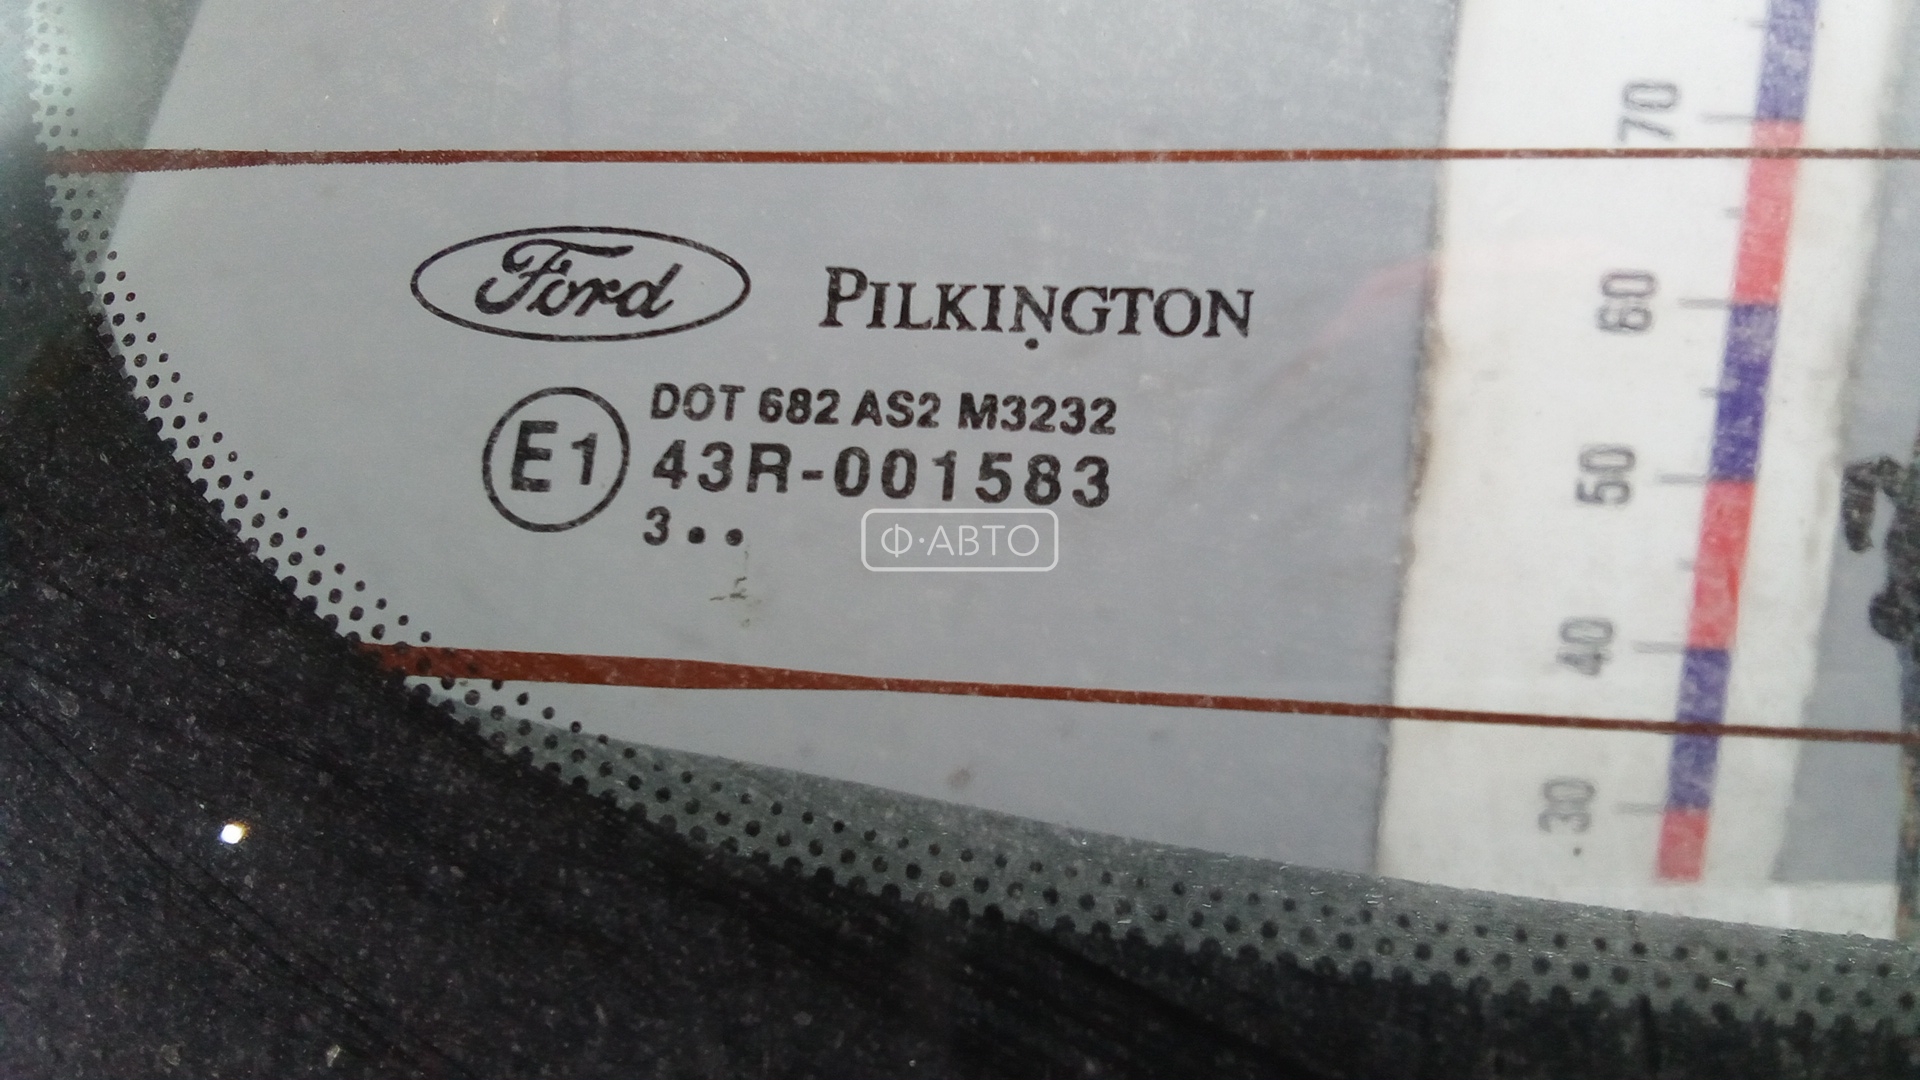 Ford PILKINGTON
DOT 682 AS2 M3232
E1 43R-001583
3••
Ф·АВТО
70
60
50
40
30